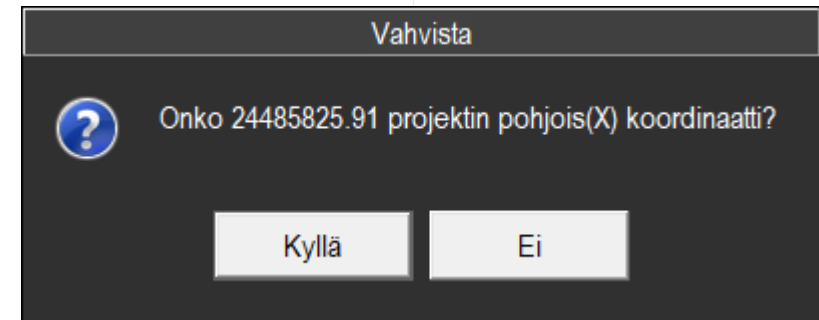 Vahvista
Onko 24485825.91 projektin pohjois(X) koordinaatti?
Kyllä
Ei